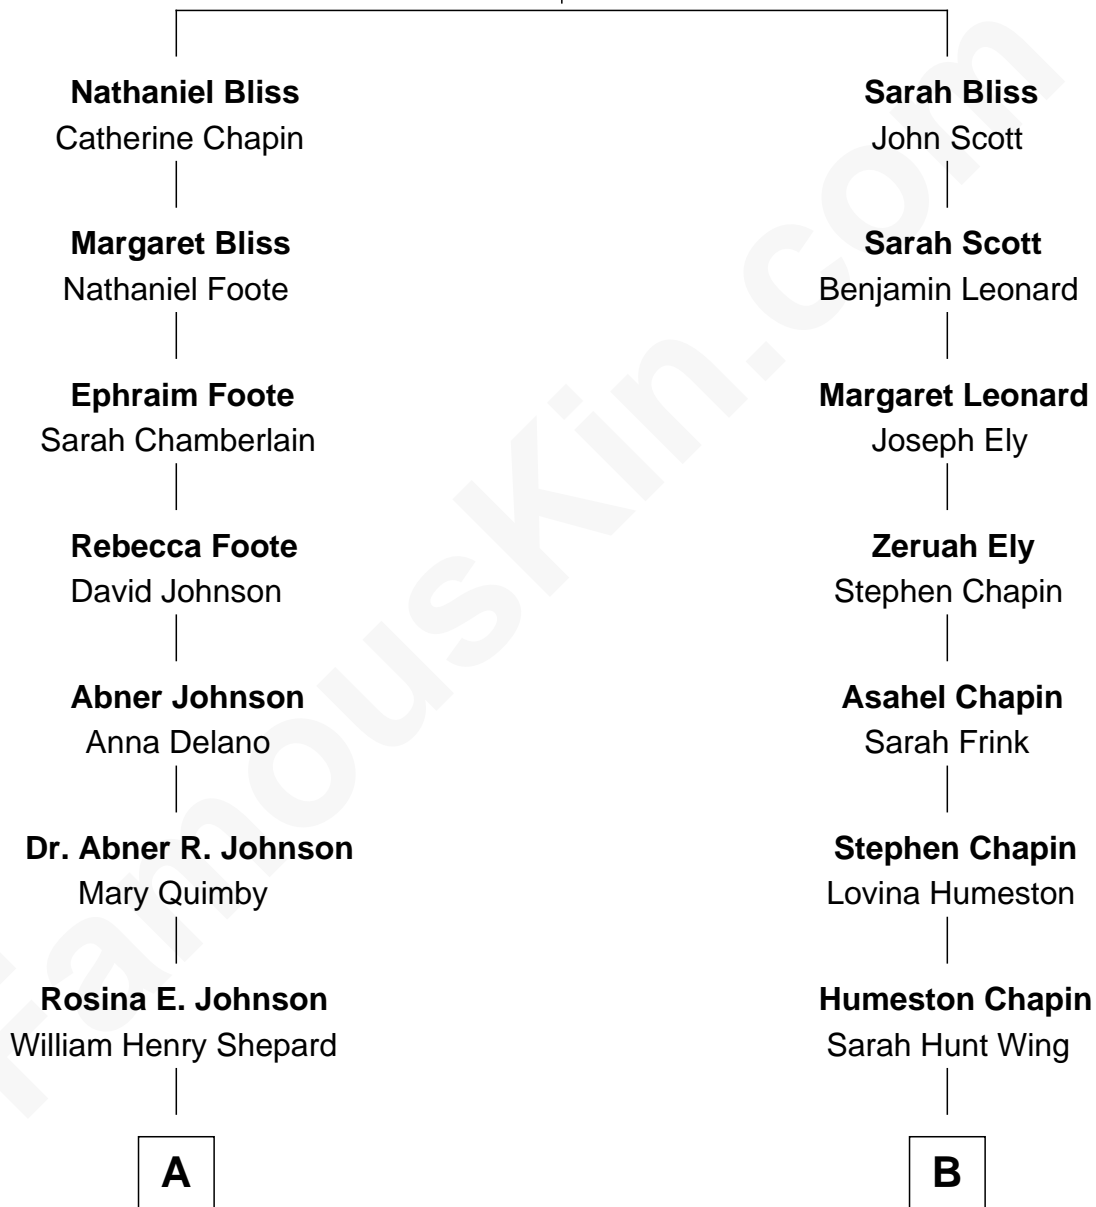 Nathaniel Bliss
Catherine Chapin
Margaret Bliss
Nathaniel Foote
Ephraim Foote
Sarah Chamberlain
Rebecca Foote
David Johnson
Abner Johnson
Anna Delano
Dr. Abner R. Johnson
Mary Quimby
Rosina E. Johnson
William Henry Shepard
A
Sarah Bliss
John Scott
Sarah Scott
Benjamin Leonard
Margaret Leonard
Joseph Ely
Zeruah Ely
Stephen Chapin
Asahel Chapin
Sarah Frink
Stephen Chapin
Lovina Humeston
Humeston Chapin
Sarah Hunt Wing
B
FamousKin.com